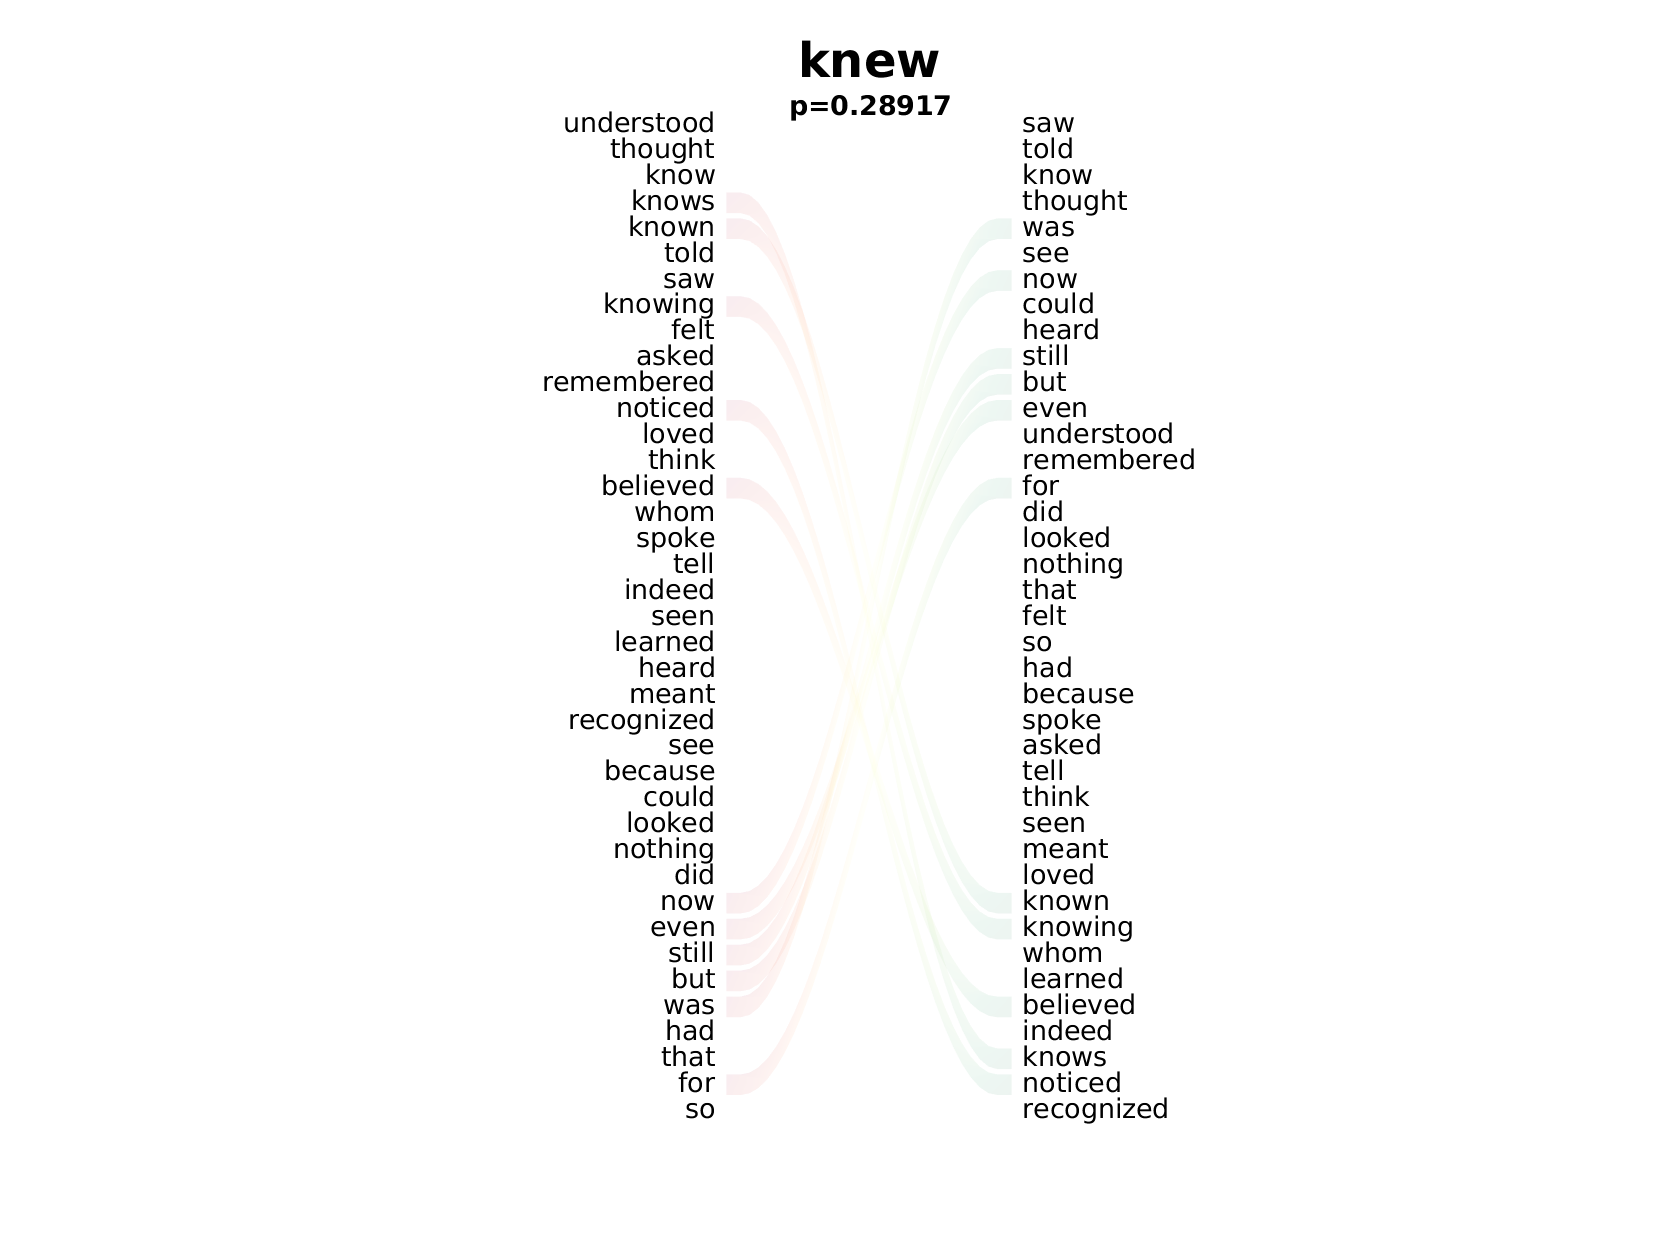 knew
p=0.28917
understood
thought
know
knows
known
told
saw
knowing
felt
asked
remembered
noticed
loved
think
believed
whom
spoke
tell
indeed
seen
learned
heard
meant
recognized
see
because
could
looked
nothing
did
now
even
still
but
was
had
that
for
so
saw
told
know
thought
was
see
now
could
heard
still
but
even
understood
remembered
for
did
looked
nothing
that
felt
so
had
because
spoke
asked
tell
think
seen
meant
loved
known
knowing
whom
learned
believed
indeed
knows
noticed
recognized